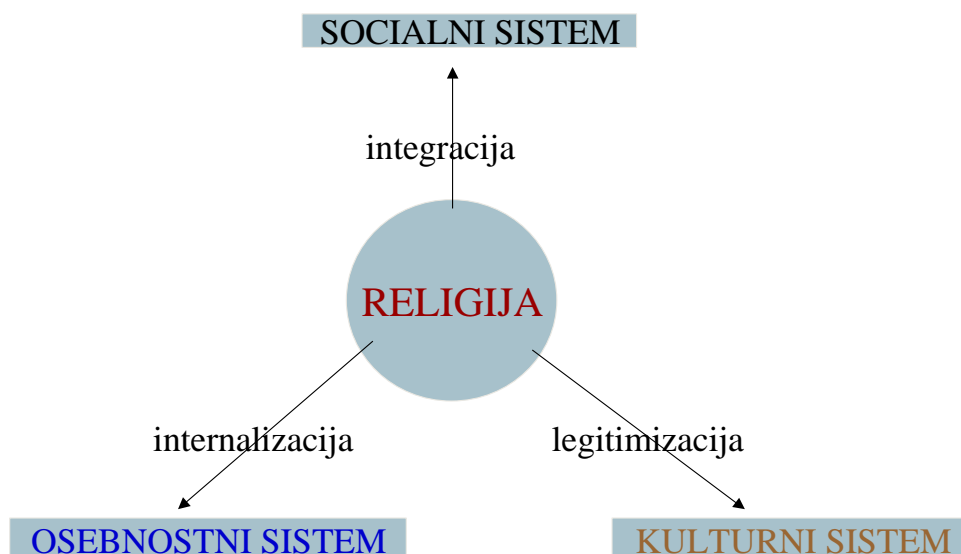 SOCIALNI SISTEM
integracija
RELIGIJA
internalizacija
legitimizacija
OSEBNOSTNI SISTEM
KULTURNI SISTEM